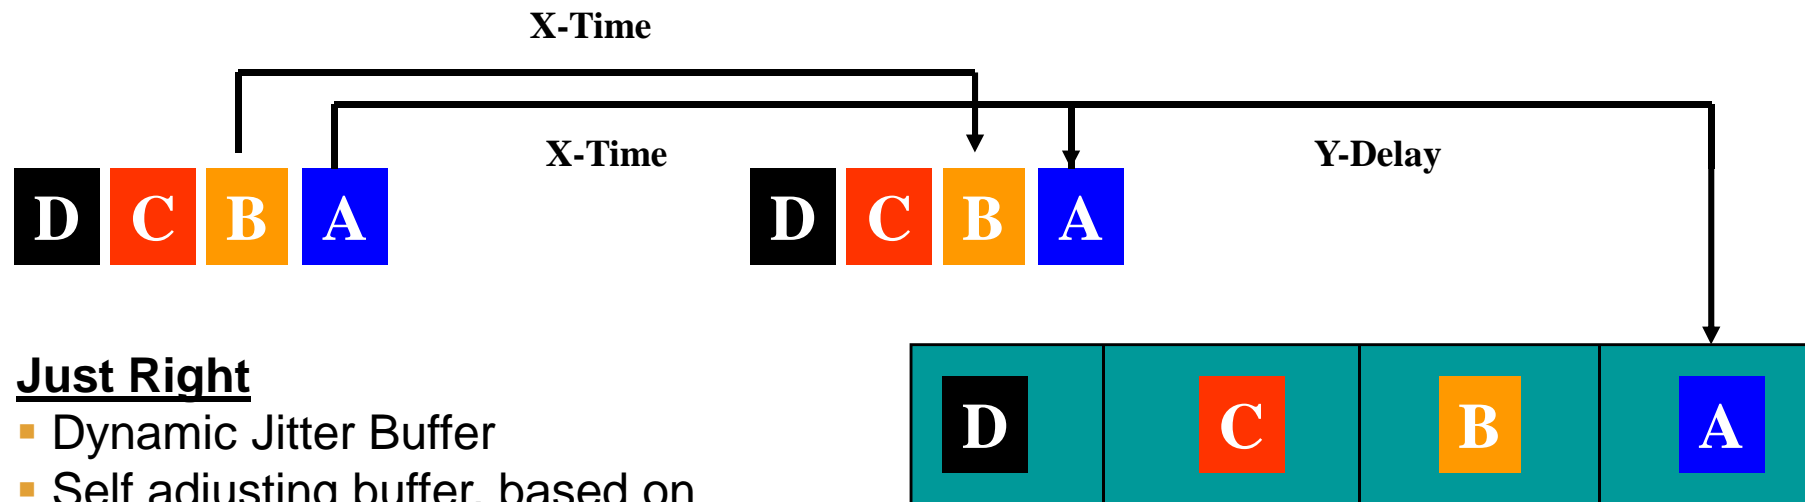 X-Time
X-Time Y-Delay
D C B A D C B A
Just Right
▪ Dynamic Jitter Buffer
▪ Self adjusting buffer, based on
D C B A